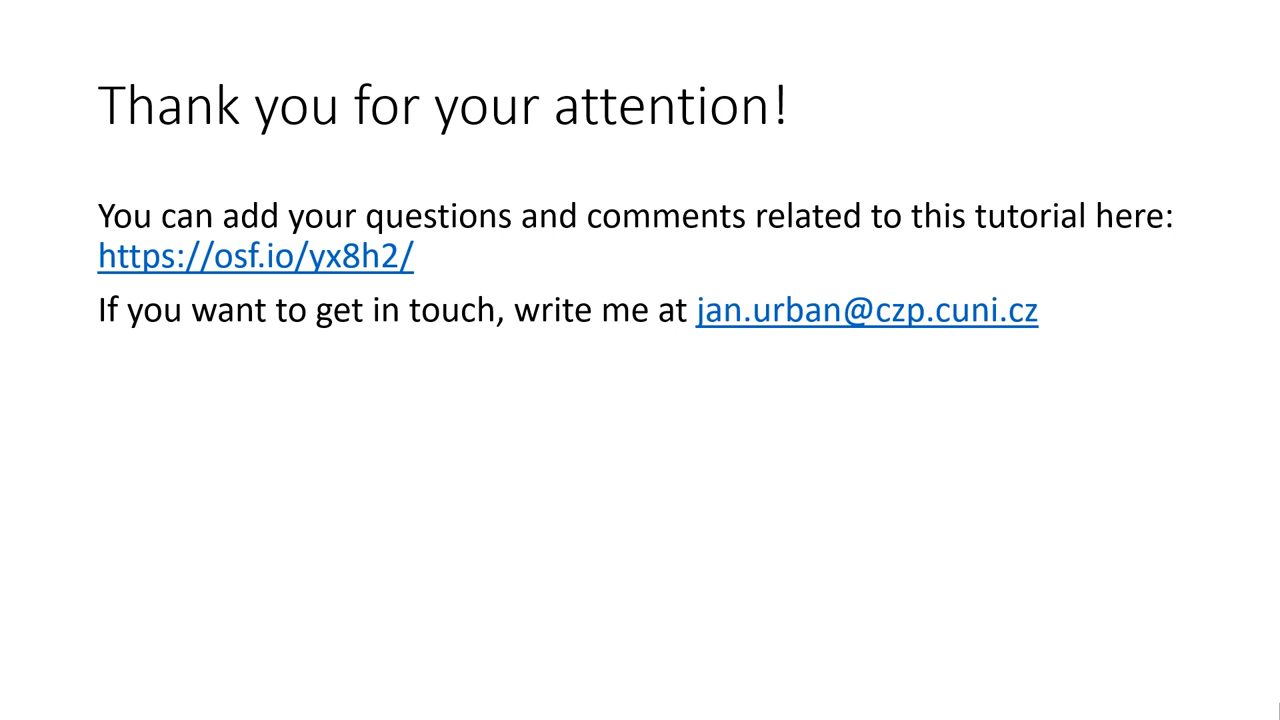 Thank you for your attention!
You can add your questions and comments related to this tutorial here:
https://osf.io/yx8h2/
If you want to get in touch, write me at jan.urban@czp.cuni.cz